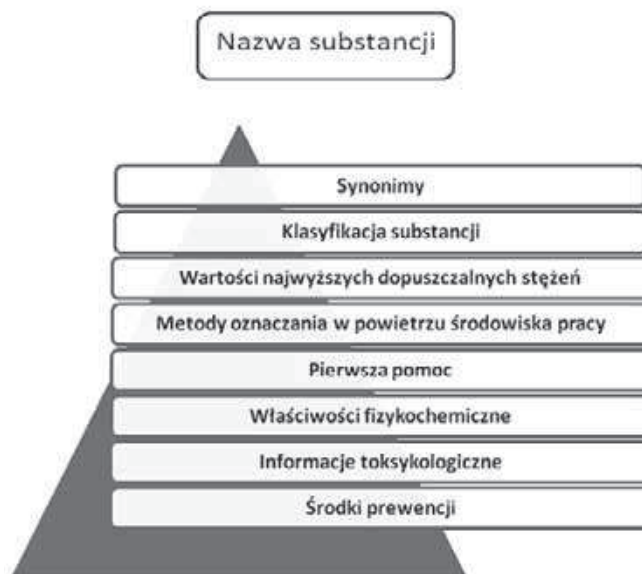 Nazwa substancji
Synonimy
Klasyfikacja substancji
Wartości najwyższych dopuszczalnych stężeń
Metody oznaczania w powietrzu środowiska pracy
Pierwsza pomoc
Właściwości fizykochemiczne
Informacje toksykologiczne
Środki prewencji